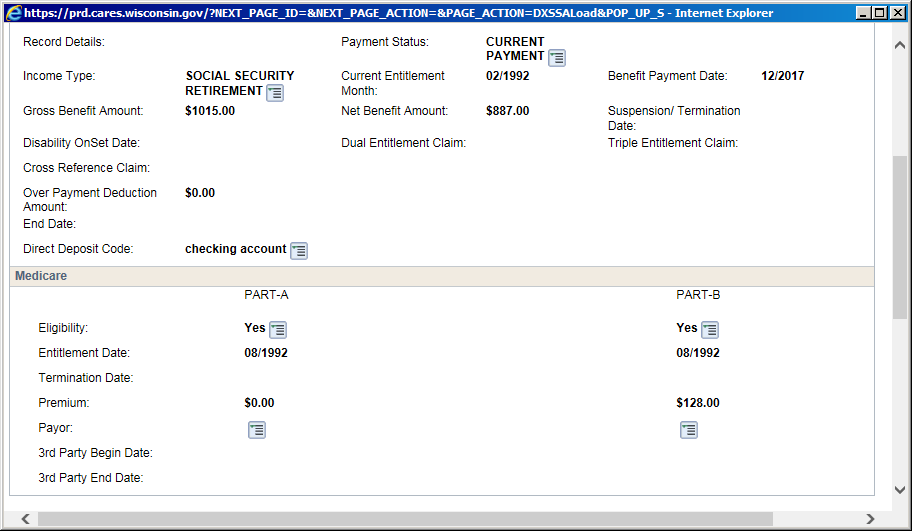 https://prd.cares.wisconsin.gov/?NEXT_PAGE_ID=&NEXT_PAGE_ACTION=&PAGE_ACTION=DXSSALoad&POP_UP_S - Internet Explorer
Record Details: Payment Status: CURRENT PAYMENT
Income Type: SOCIAL SECURITY RETIREMENT Current Entitlement Month: 02/1992 Benefit Payment Date: 12/2017
Gross Benefit Amount: $1015.00 Net Benefit Amount: $887.00 Suspension/ Termination Date:
Disability OnSet Date: Dual Entitlement Claim: Triple Entitlement Claim:
Cross Reference Claim:
Over Payment Deduction Amount: $0.00
End Date:
Direct Deposit Code: checking account
Medicare
PART-A PART-B
Eligibility: Yes Yes
Entitlement Date: 08/1992 08/1992
Termination Date:
Premium: $0.00 $128.00
Payor:
3rd Party Begin Date:
3rd Party End Date: